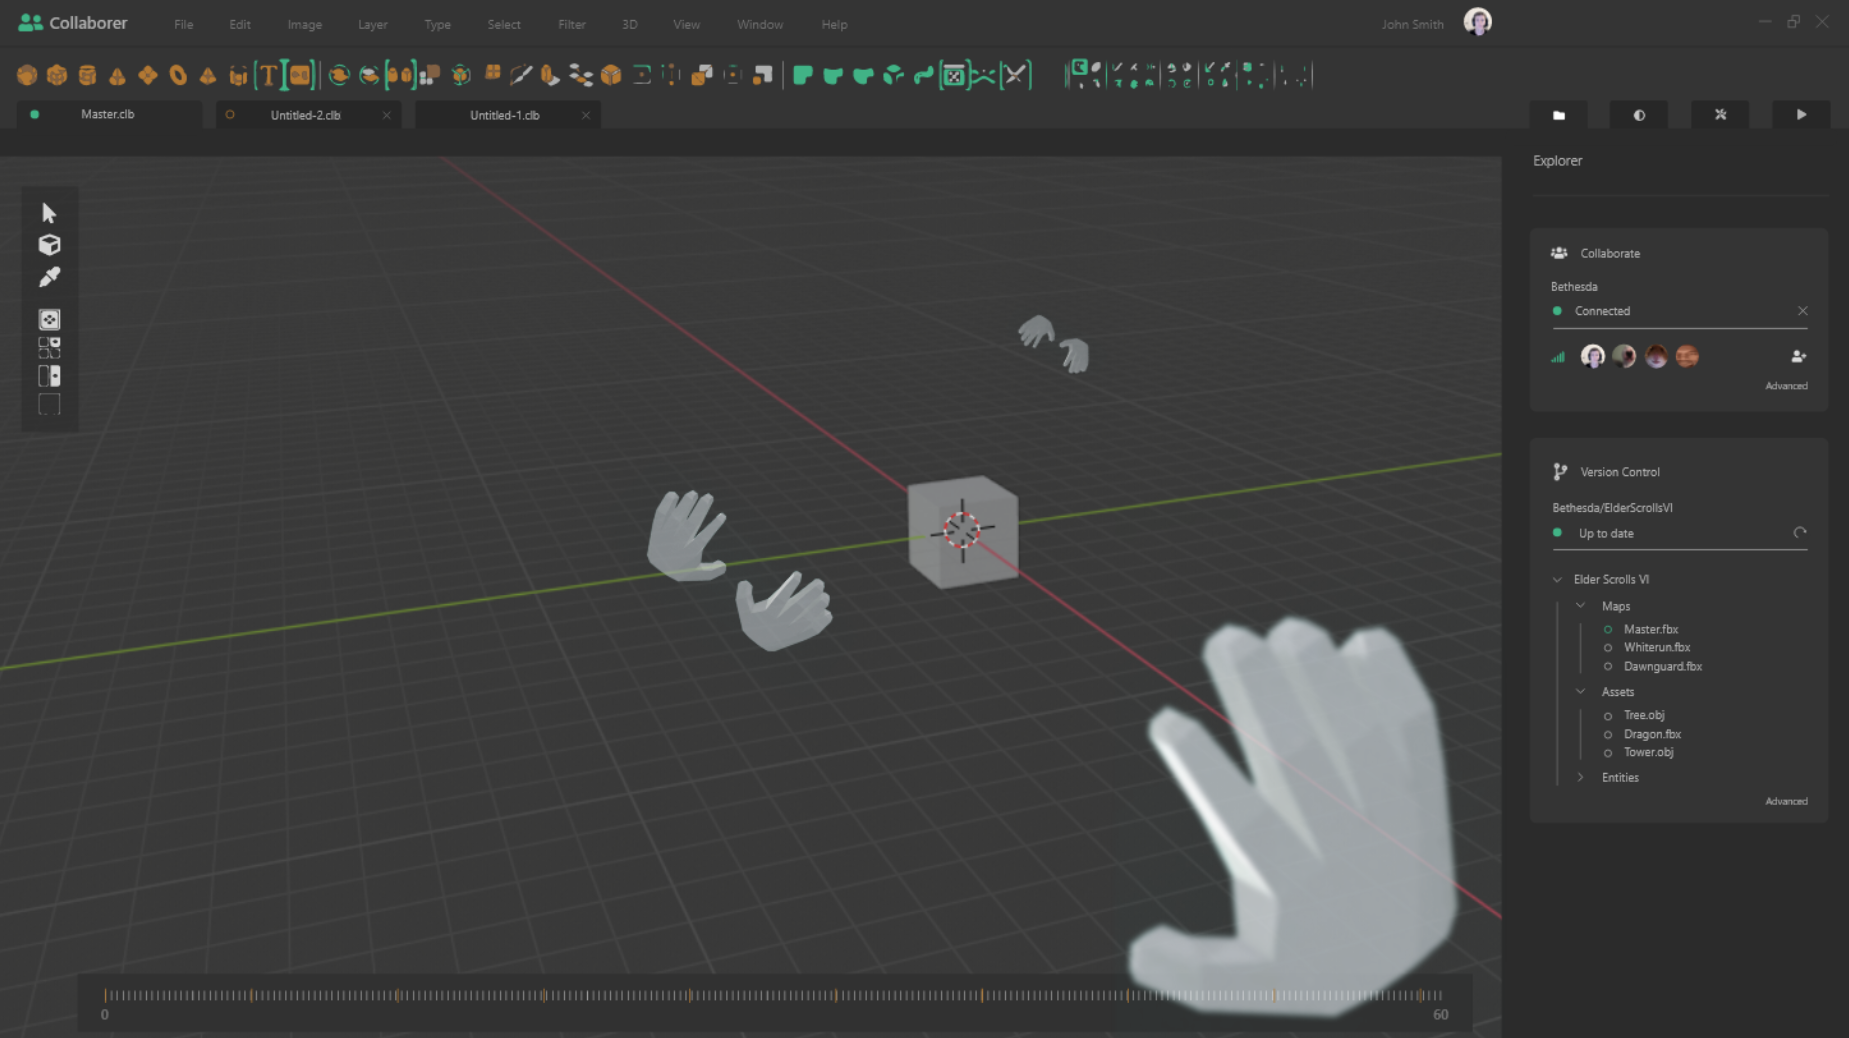 Collaborer File Edit Image Layer Type Select Filter 3D View Window Help John Smith
T
Master.clb Untitled-2.clb Untitled-1.clb
Explorer
Collaborate
Bethesda
Connected
Advanced
Version Control
Bethesda/ElderScrollsVI
Up to date
Elder Scrolls VI
Maps
Master.fbx
Whiterun.fbx
Dawnguard.fbx
Assets
Tree.obj
Dragon.fbx
Tower.obj
Entities
Advanced
0 60